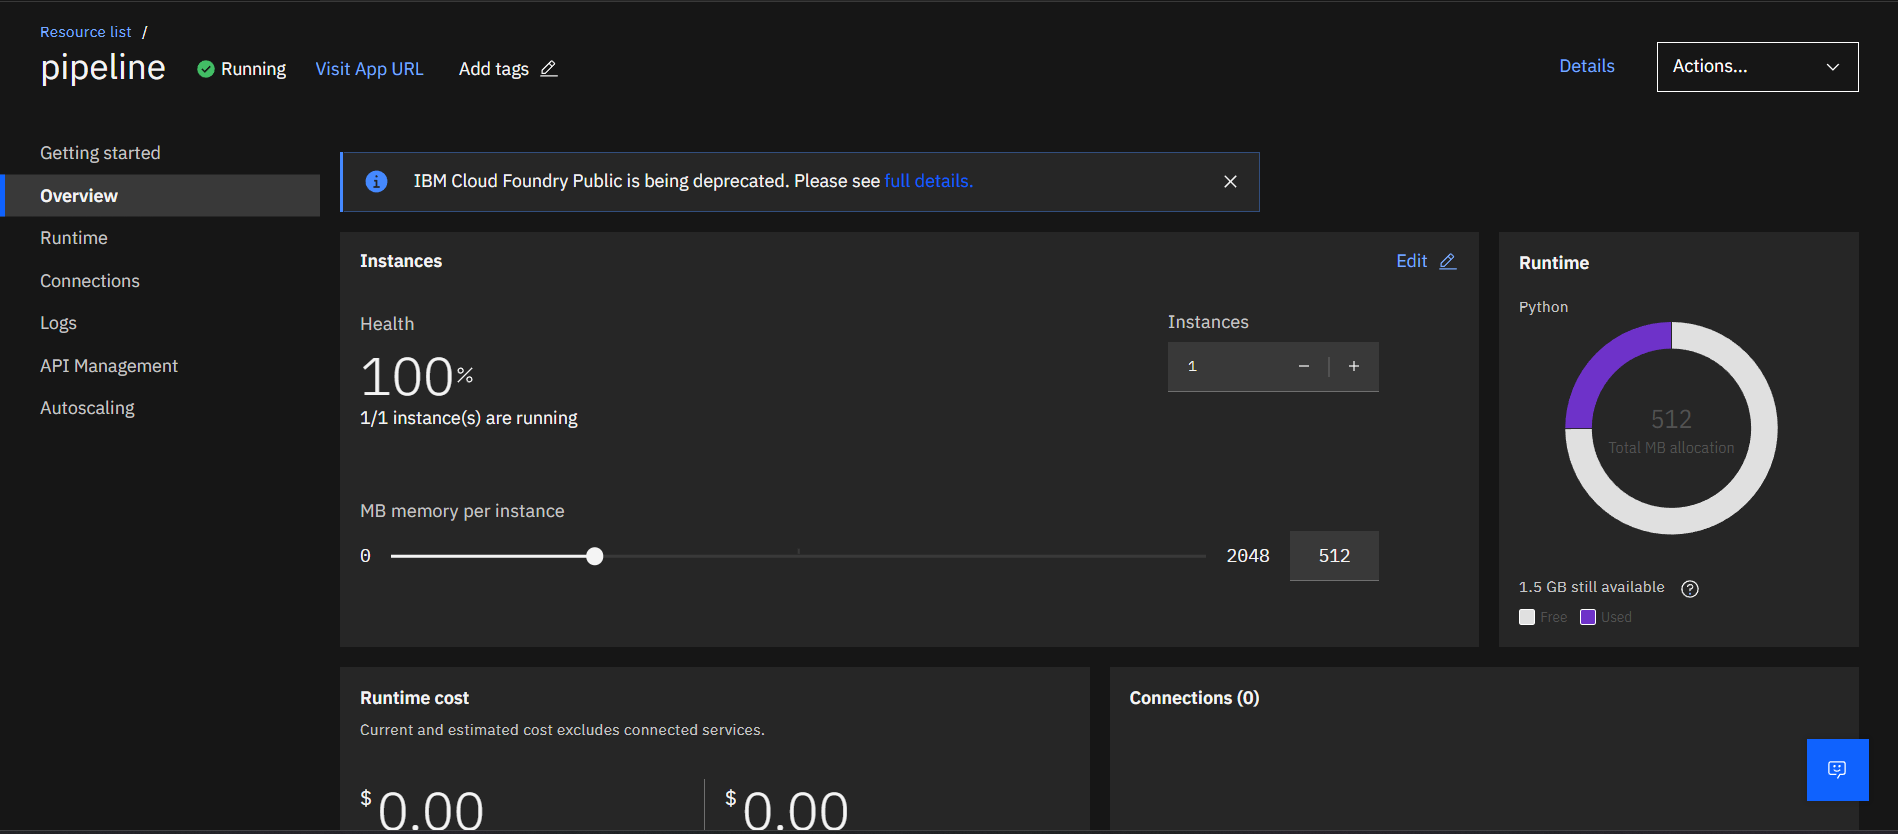 Resource list /
pipeline
Running
Visit App URL
Add tags
Details
Actions...
Getting started
Overview
Runtime
Connections
Logs
API Management
Autoscaling
IBM Cloud Foundry Public is being deprecated. Please see full details.
Instances
Edit
Health
100%
1/1 instance(s) are running
Instances
1
MB memory per instance
0
2048
512
Runtime
Python
512
Total MB allocation
1.5 GB still available
Free
Used
Runtime cost
Current and estimated cost excludes connected services.
$0.00
$0.00
Connections (0)